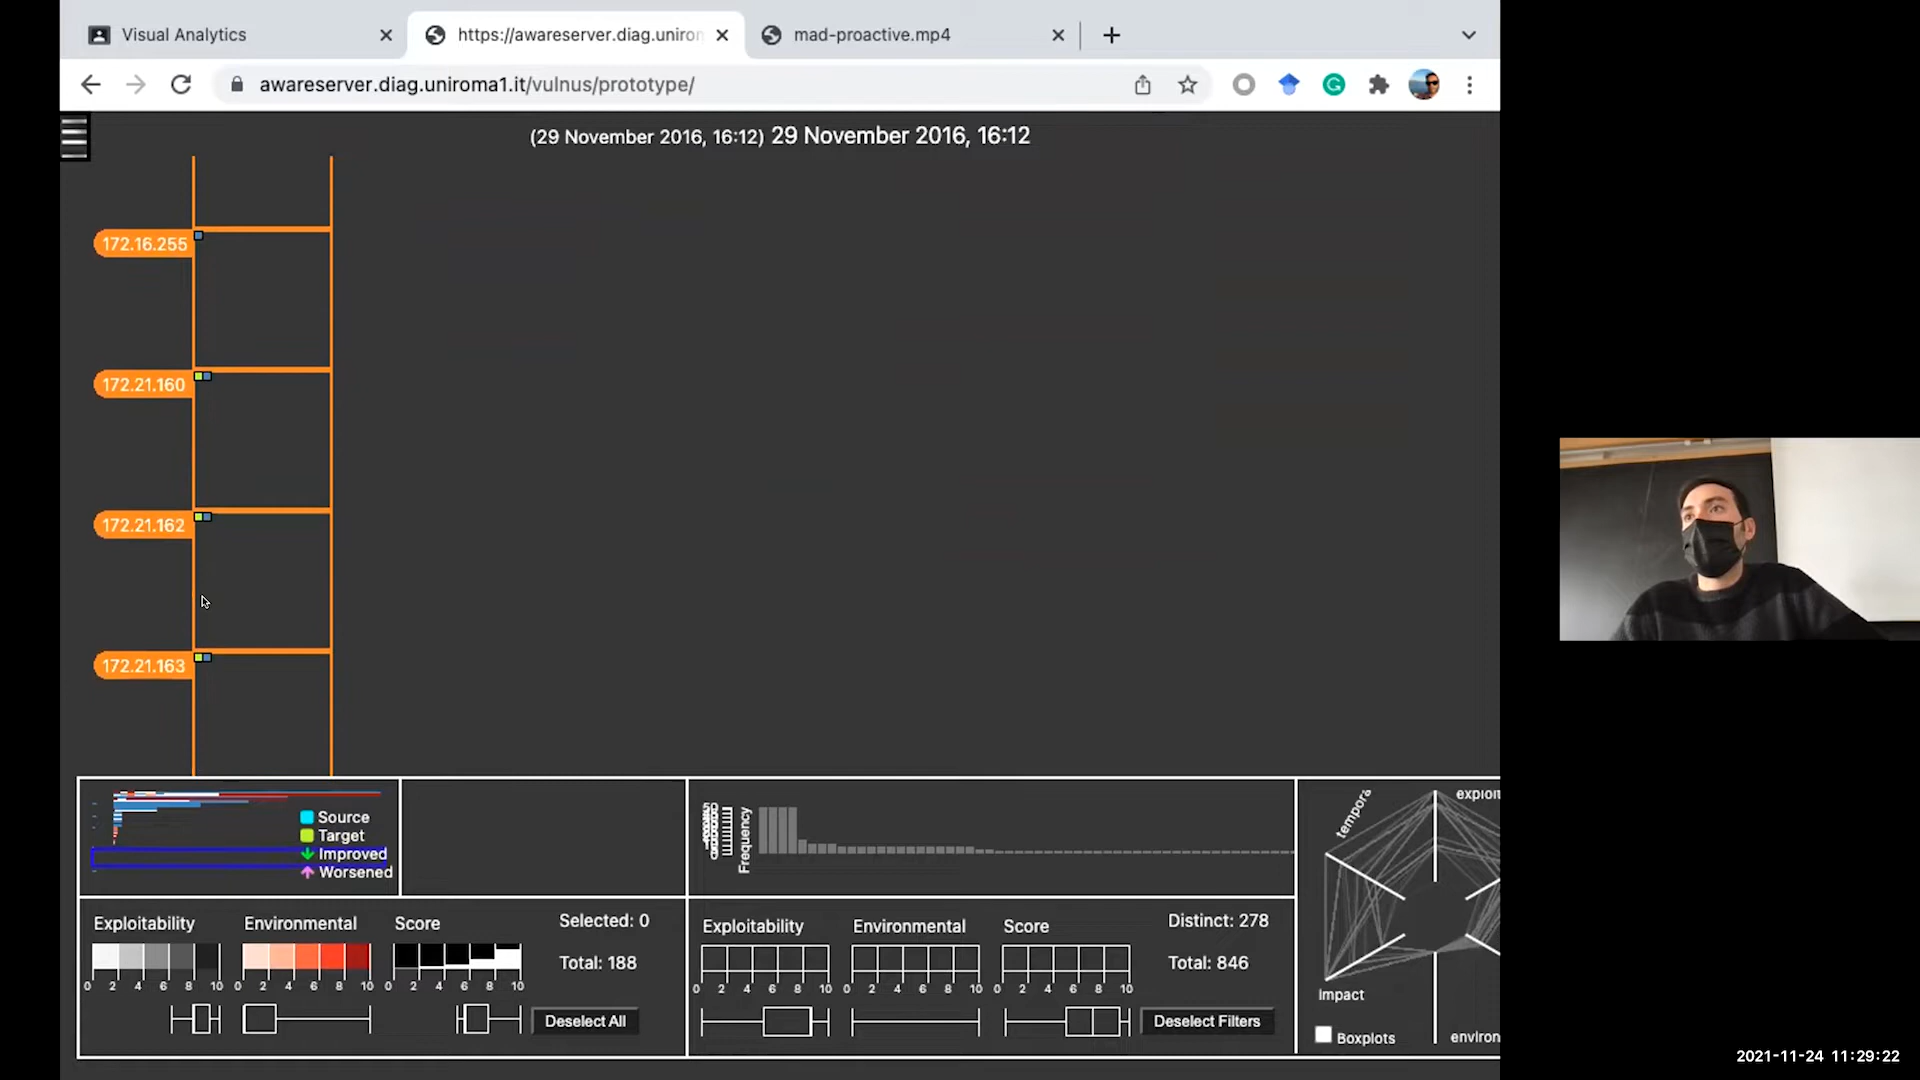 Visual Analytics
https://awareserver.diag.uniron
mad-proactive.mp4
awareserver.diag.uniroma1.it/vulnus/prototype/
(29 November 2016, 16:12) 29 November 2016, 16:12
172.16.255
172.21.160
172.21.162
172.21.163
Source
Target
Improved
Worsened
50
Frequency
tempora
exploit
impact
environ
Boxplots
Exploitability
0 2 4 6 8 10
Environmental
0 2 4 6 8 10
Score
0 2 4 6 8 10
Selected: 0
Total: 188
Deselect All
Exploitability
0 2 4 6 8 10
Environmental
0 2 4 6 8 10
Score
0 2 4 6 8 10
Distinct: 278
Total: 846
Deselect Filters
2021-11-24 11:29:22